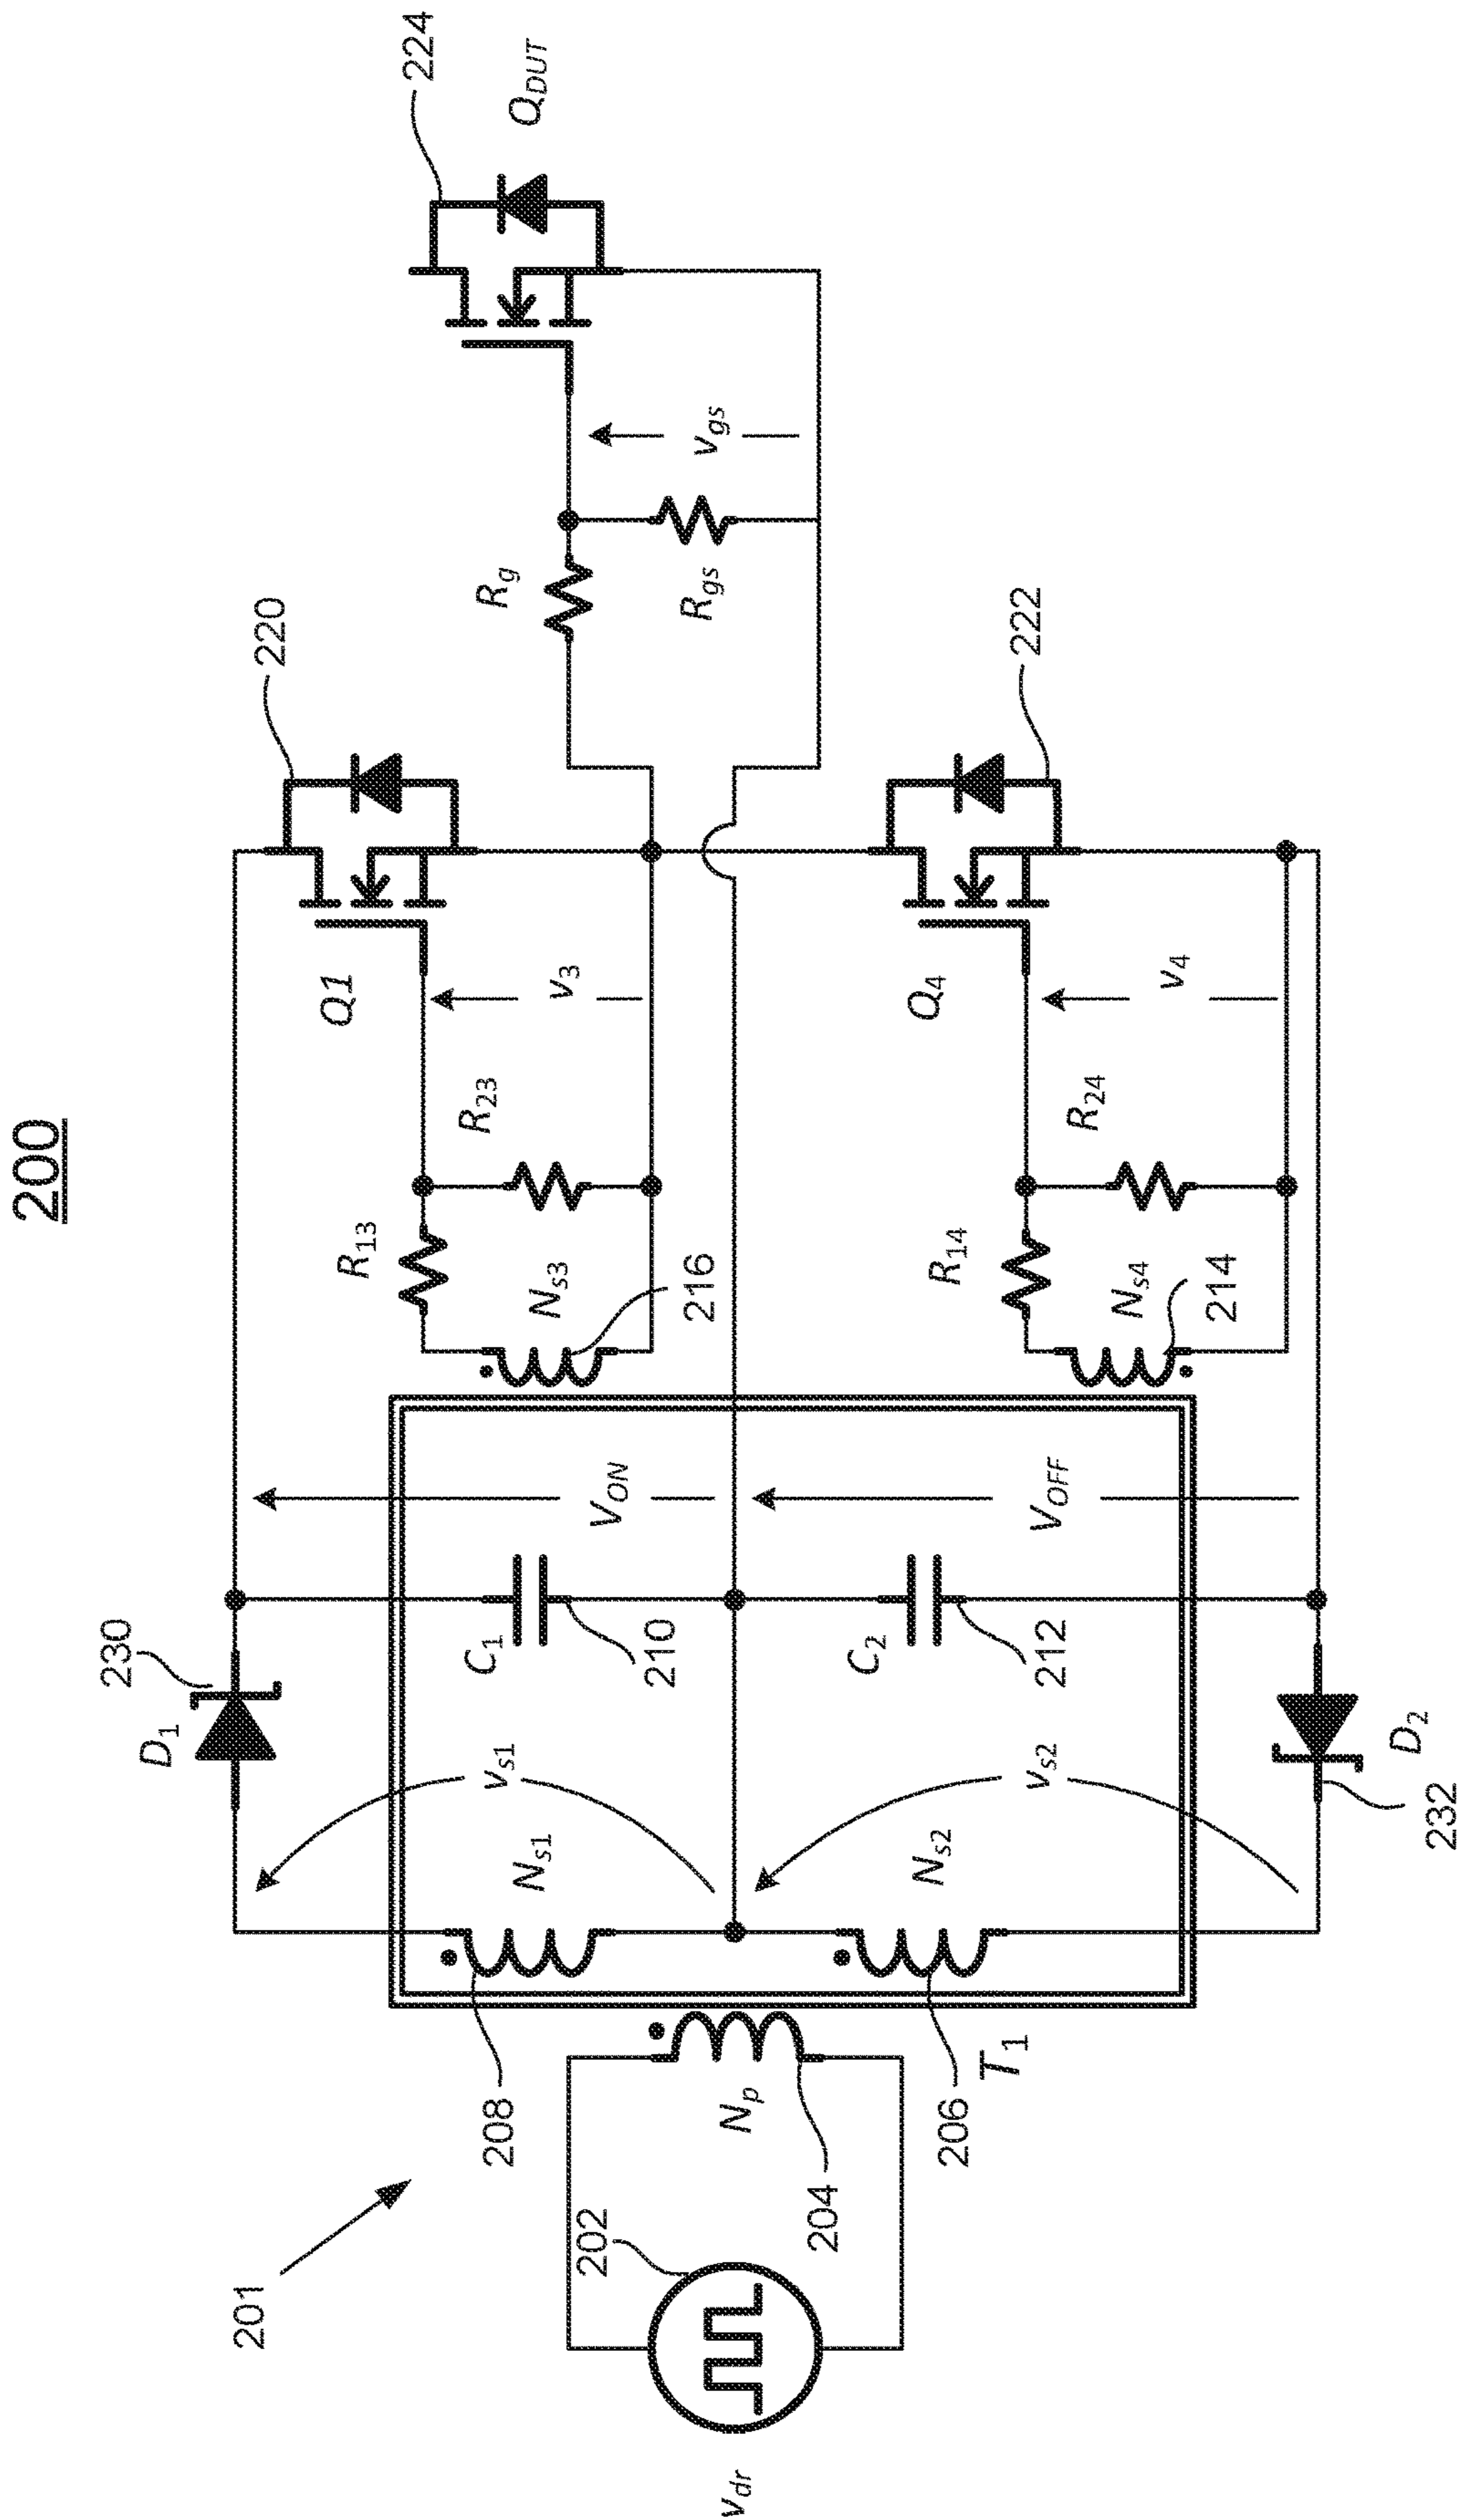 200
201
v_dr
202
N_p
204
T_1
208
206
N_s1
N_s2
v_s1
v_s2
D_1
230
D_2
232
C_1
210
C_2
212
V_ON
V_OFF
N_s3
216
R_13
R_23
N_s4
214
R_14
R_24
Q1
v_3
220
Q_4
v_4
222
R_g
R_gs
v_gs
Q_DUT
224